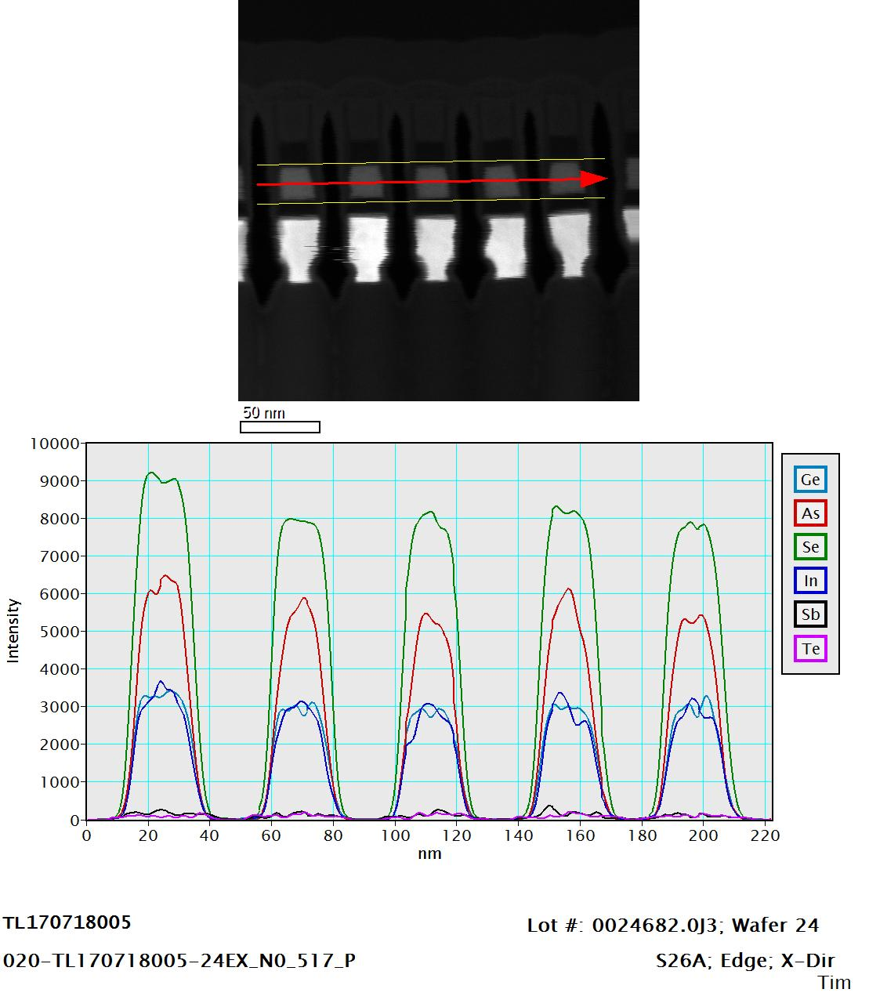 50 nm
10000
9000
8000
7000
6000
5000
4000
3000
2000
1000
0
Intensity
0 20 40 60 80 100 120 140 160 180 200 220
nm
Ge
As
Se
In
Sb
Te
TL170718005
Lot #: 0024682.0J3; Wafer 24
020-TL170718005-24EX_N0_517_P
S26A; Edge; X-Dir
Tim